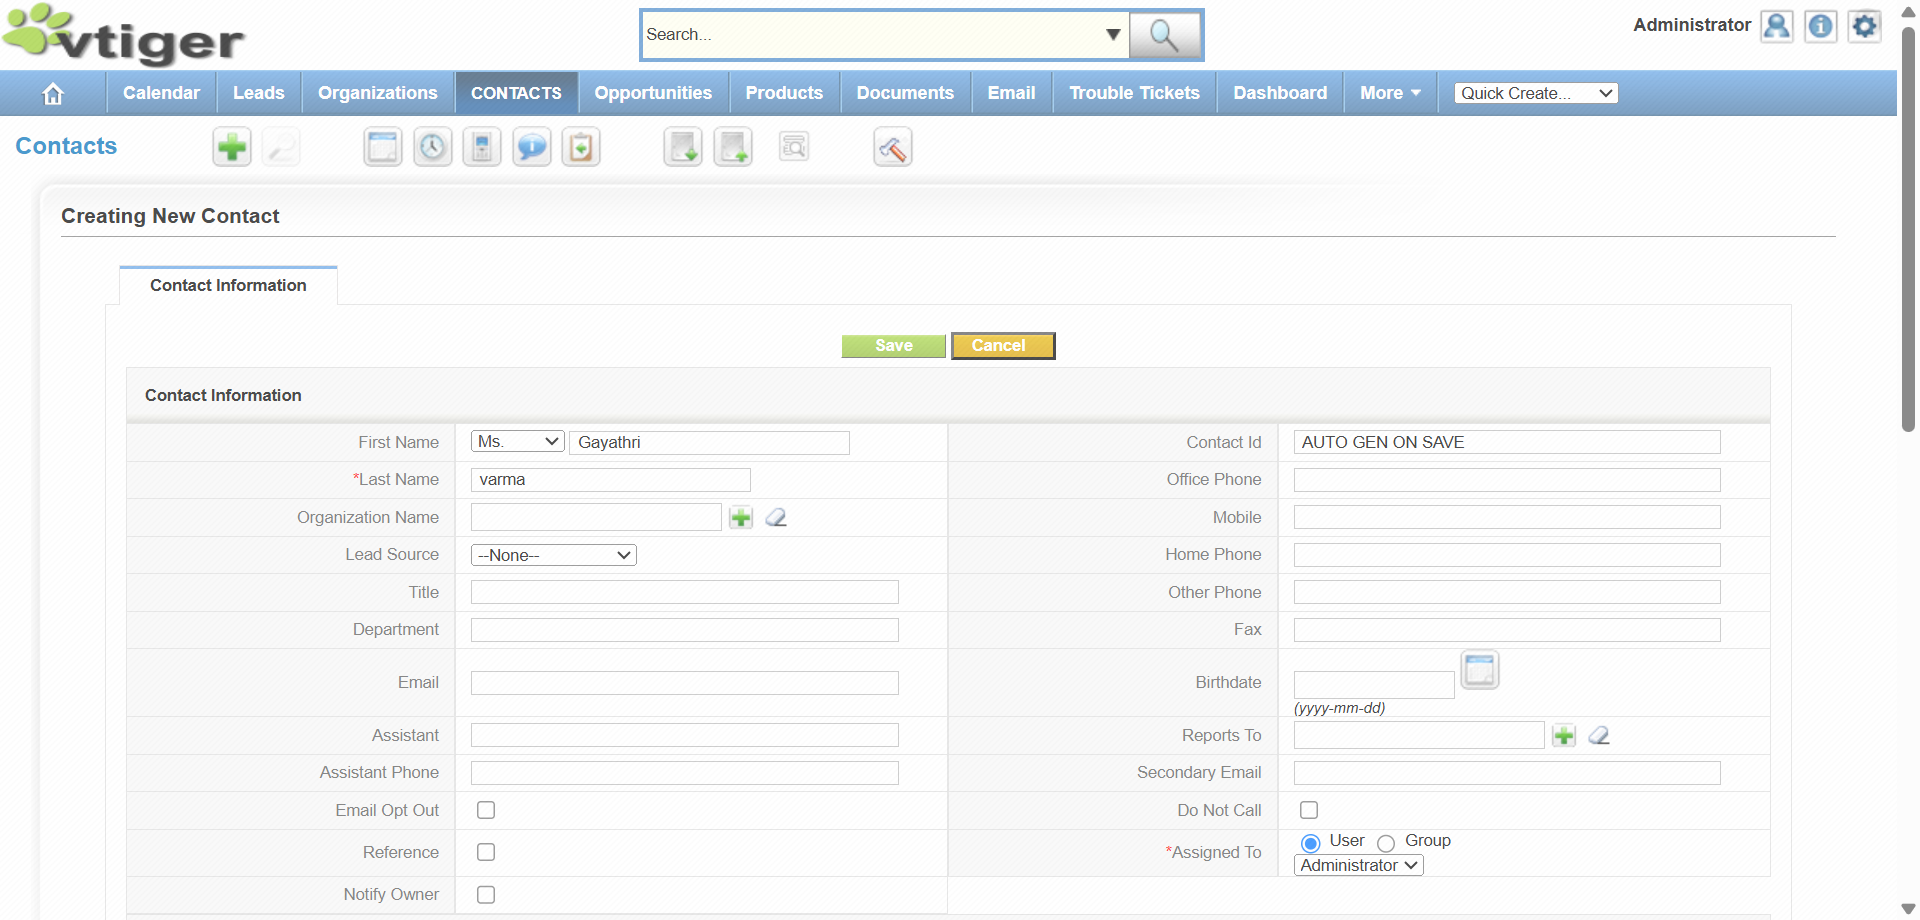 vtiger
Search...
Administrator
Calendar Leads Organizations CONTACTS Opportunities Products Documents Email Trouble Tickets Dashboard More Quick Create...
Contacts
Creating New Contact
Contact Information
Save Cancel
Contact Information
First Name Ms. Gayathri Contact Id AUTO GEN ON SAVE
*Last Name varma Office Phone
Organization Name Mobile
Lead Source --None-- Home Phone
Title Other Phone
Department Fax
Email Birthdate
(yyyy-mm-dd)
Assistant Reports To
Assistant Phone Secondary Email
Email Opt Out Do Not Call
Reference *Assigned To User Group
Administrator
Notify Owner